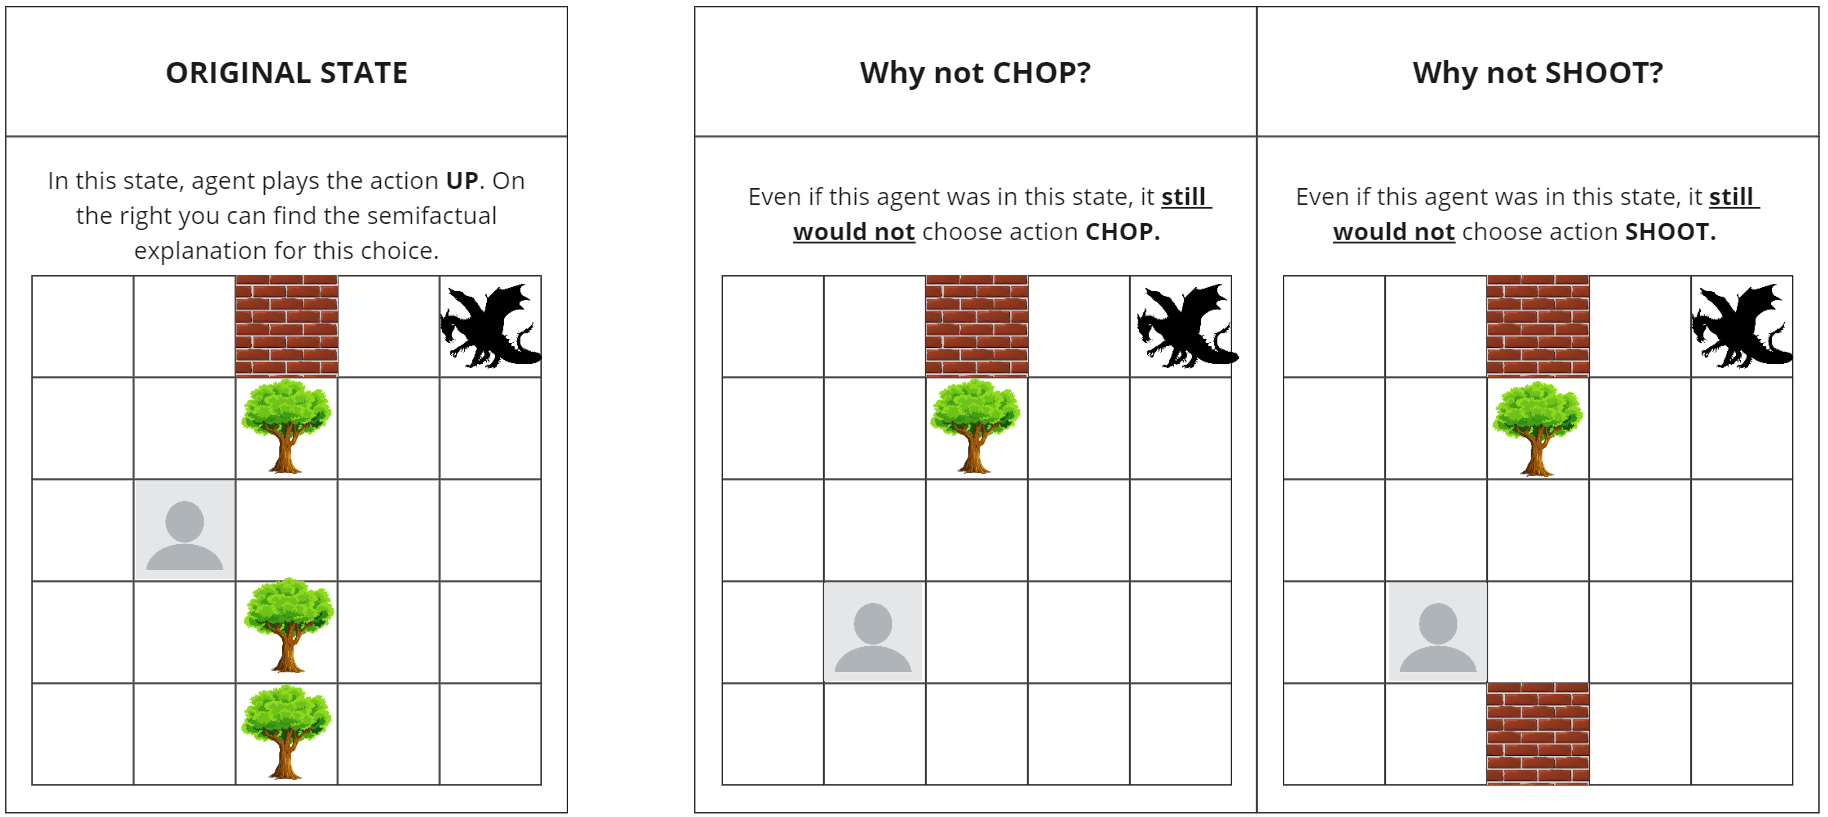 ORIGINAL STATE
In this state, agent plays the action UP. On
the right you can find the semifactual
explanation for this choice.
Why not CHOP?
Even if this agent was in this state, it still
would not choose action CHOP.
Why not SHOOT?
Even if this agent was in this state, it still
would not choose action SHOOT.